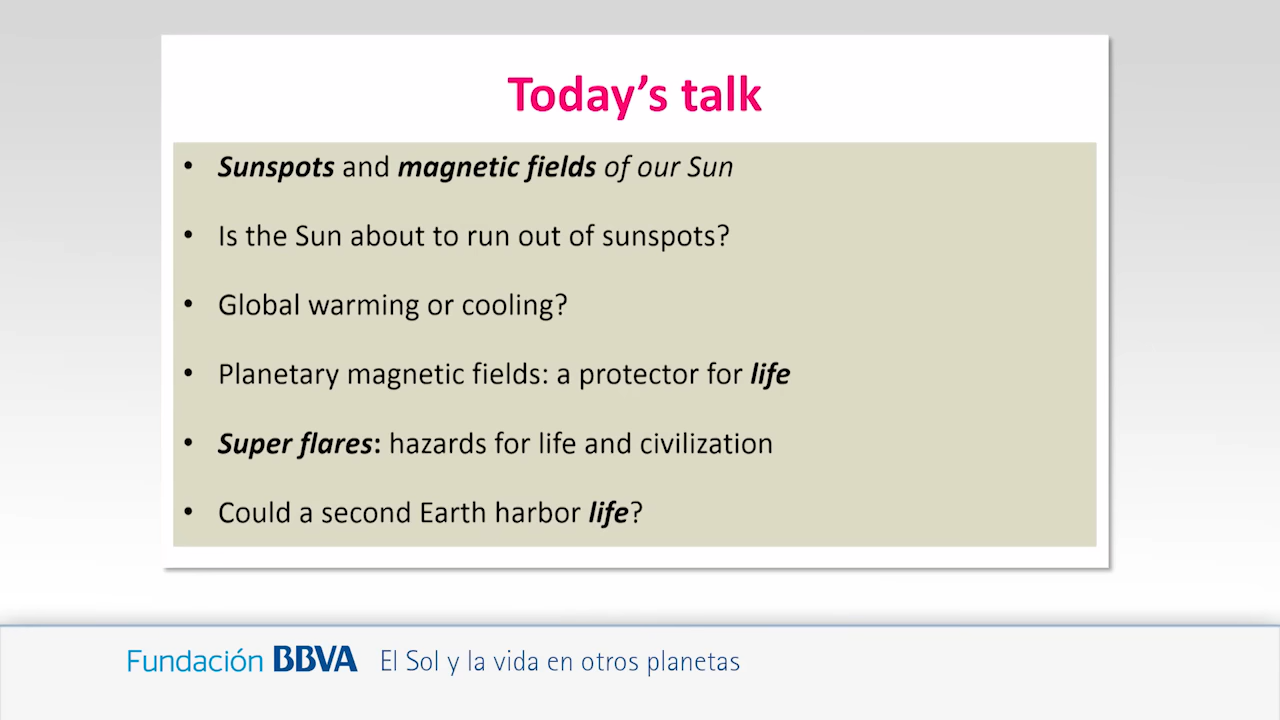 Today’s talk
• Sunspots and magnetic fields of our Sun
• Is the Sun about to run out of sunspots?
• Global warming or cooling?
• Planetary magnetic fields: a protector for life
• Super flares: hazards for life and civilization
• Could a second Earth harbor life?
Fundación BBVA El Sol y la vida en otros planetas